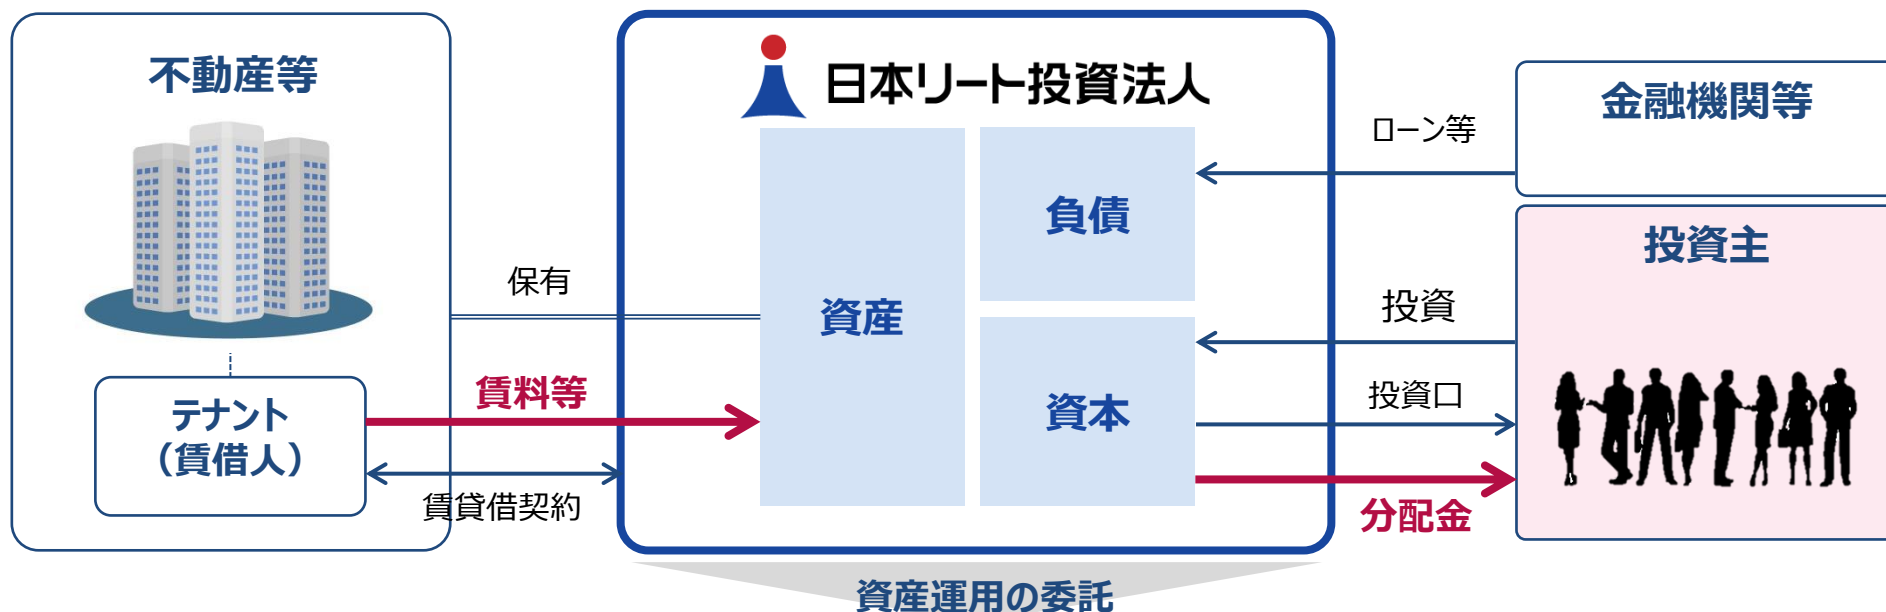 不動産等
テナント
（賃借人）
保有
賃料等
賃貸借契約
日本リート投資法人
資産
負債
資本
ローン等
投資
投資口
分配金
金融機関等
投資主
資産運用の委託